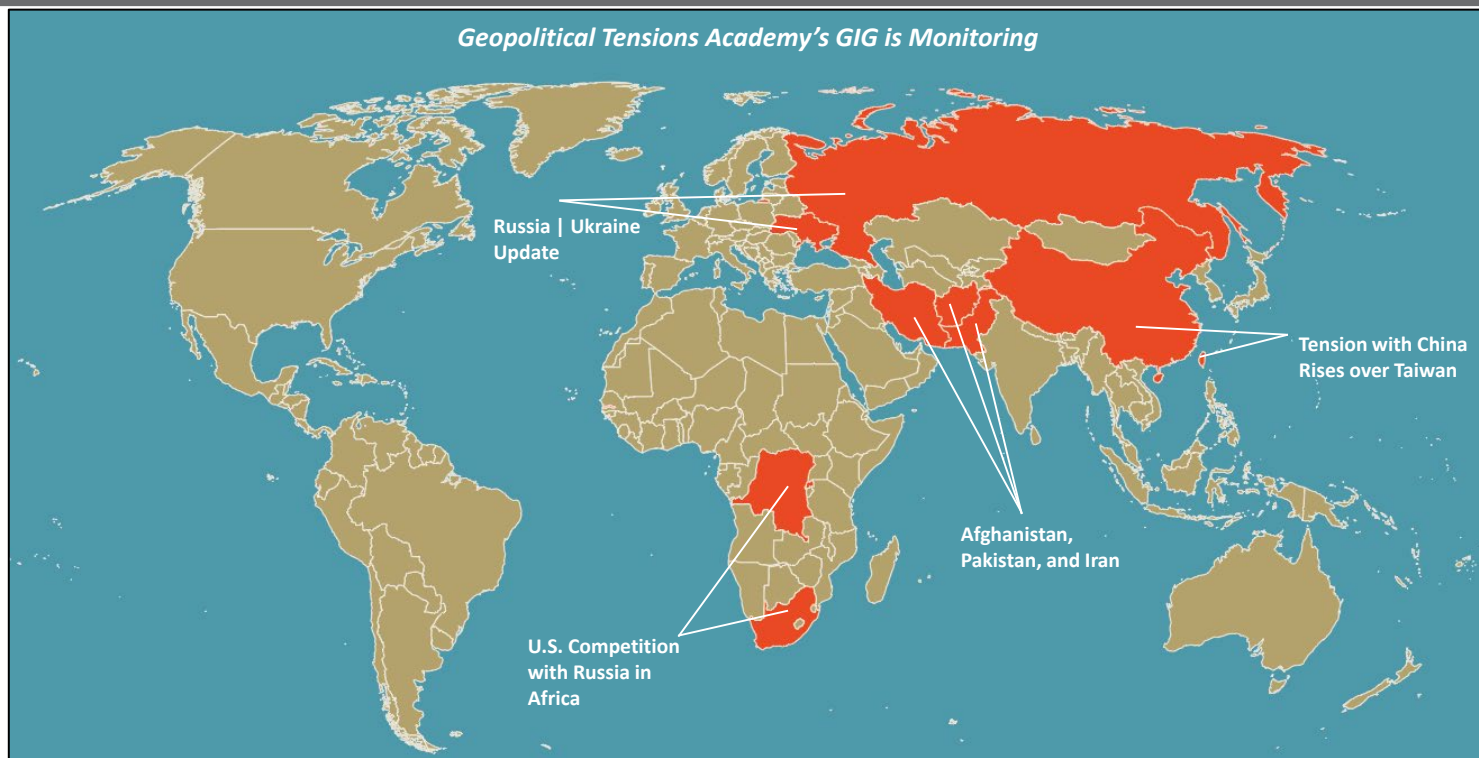 Geopolitical Tensions Academy's GIG is Monitoring
Russia | Ukraine
Update
Tension with China
Rises over Taiwan
Afghanistan,
Pakistan, and Iran
U.S. Competition
with Russia in
Africa